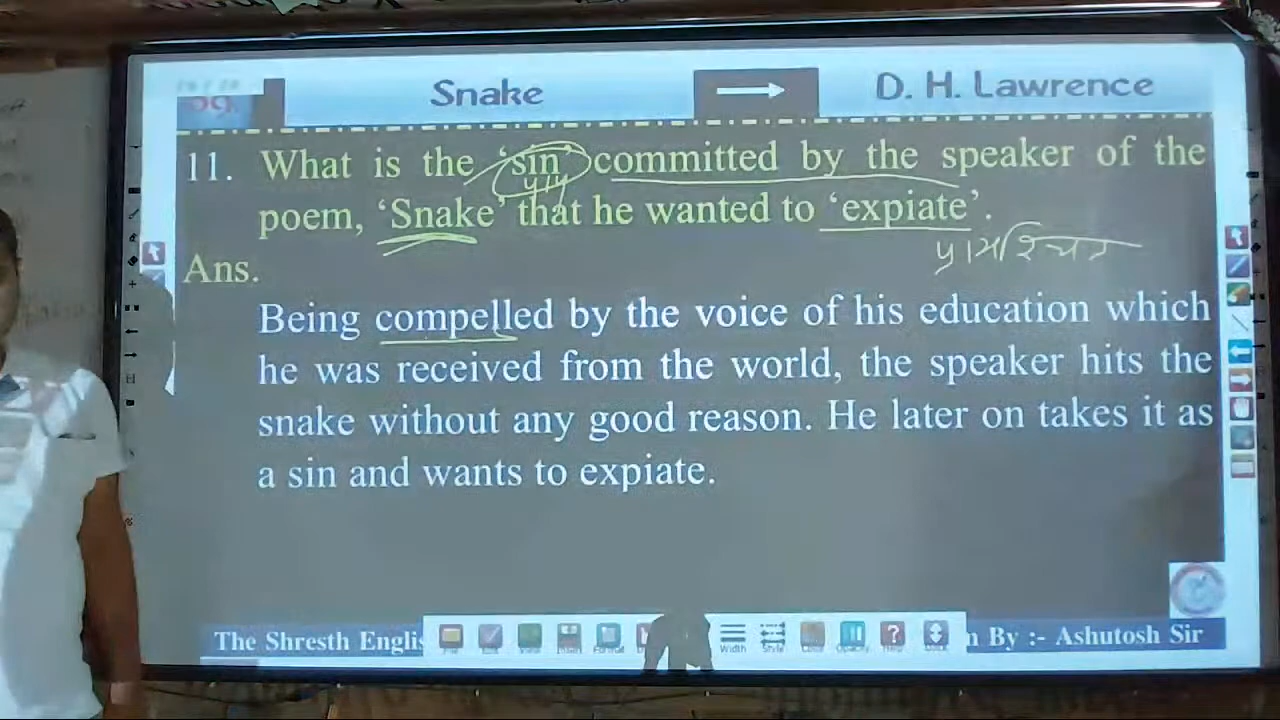 Snake D. H. Lawrence
11. What is the ‘sin’ committed by the speaker of the
पाप
poem, ‘Snake’ that he wanted to ‘expiate’.
Ans.
Being compelled by the voice of his education which
he was received from the world, the speaker hits the
snake without any good reason. He later on takes it as
a sin and wants to expiate.
The Shresth By :- Ashutosh Sir
Width Style Help